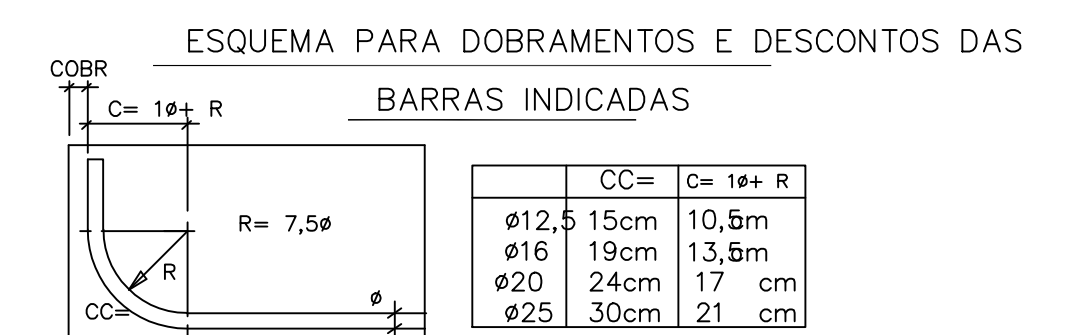 ESQUEMA PARA DOBRAMENTOS E DESCONTOS DAS
BARRAS INDICADAS
COBR
C= 1ø+ R
R= 7,5ø
R
CC=
ø
CC= C= 1ø+ R
ø12,5 15cm 10,5cm
ø16 19cm 13,5cm
ø20 24cm 17 cm
ø25 30cm 21 cm